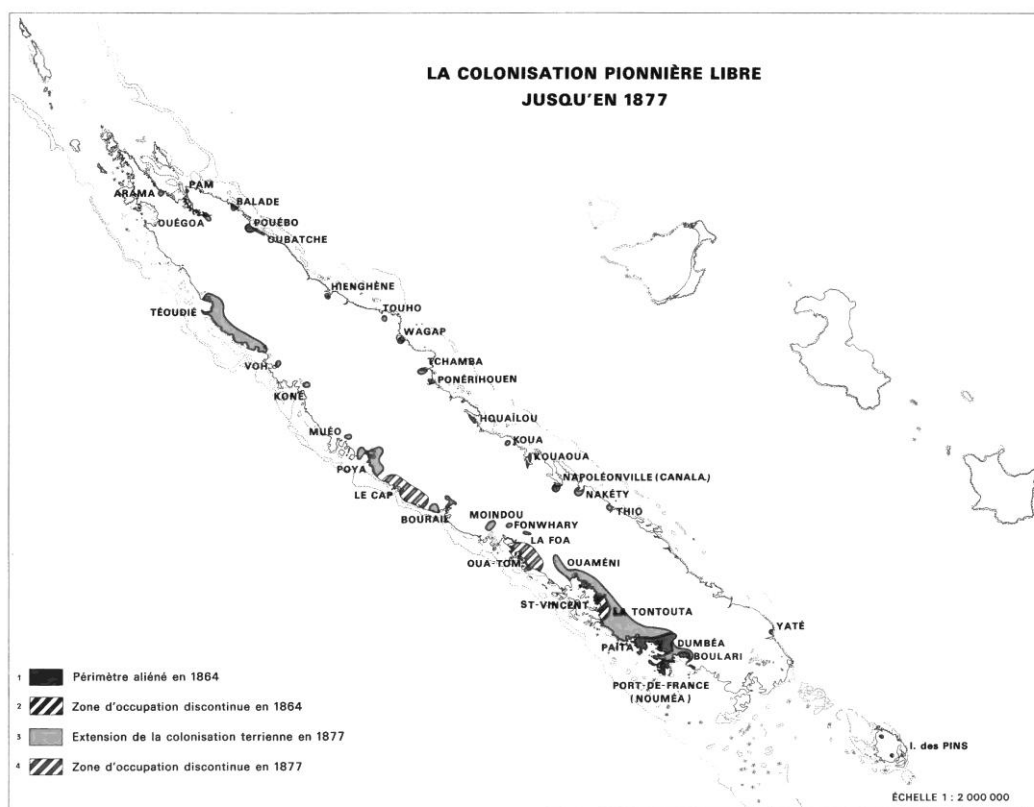 LA COLONISATION PIONNIÈRE LIBRE
JUSQU'EN 1877
PAM
ARAMA
BALADE
OUÉGOA
POUÉBO
OUBATCHE
HIENGHÈNE
TÉOUDIÉ
TOUHO
WAGAP
VOH
TCHAMBA
PONÉRIHOUEN
KONÉ
HOUAÏLOU
MUÉO
KOUA
KOUAOUA
POYA
NAPOLÉONVILLE (CANALA.)
LE CAP
NAKÉTY
BOURAIL
MOINDOU
THIO
FONWHARY
LA FOA
OUA-TOM
OUAMÉNI
ST-VINCENT
LA TONTOUTA
YATÉ
PAÏTA
DUMBÉA
BOULARI
PORT-DE-FRANCE
(NOUMÉA)
I. des PINS
1 Périmètre aliéné en 1864
2 Zone d'occupation discontinue en 1864
3 Extension de la colonisation terrienne en 1877
4 Zone d'occupation discontinue en 1877
ÉCHELLE 1 : 2 000 000